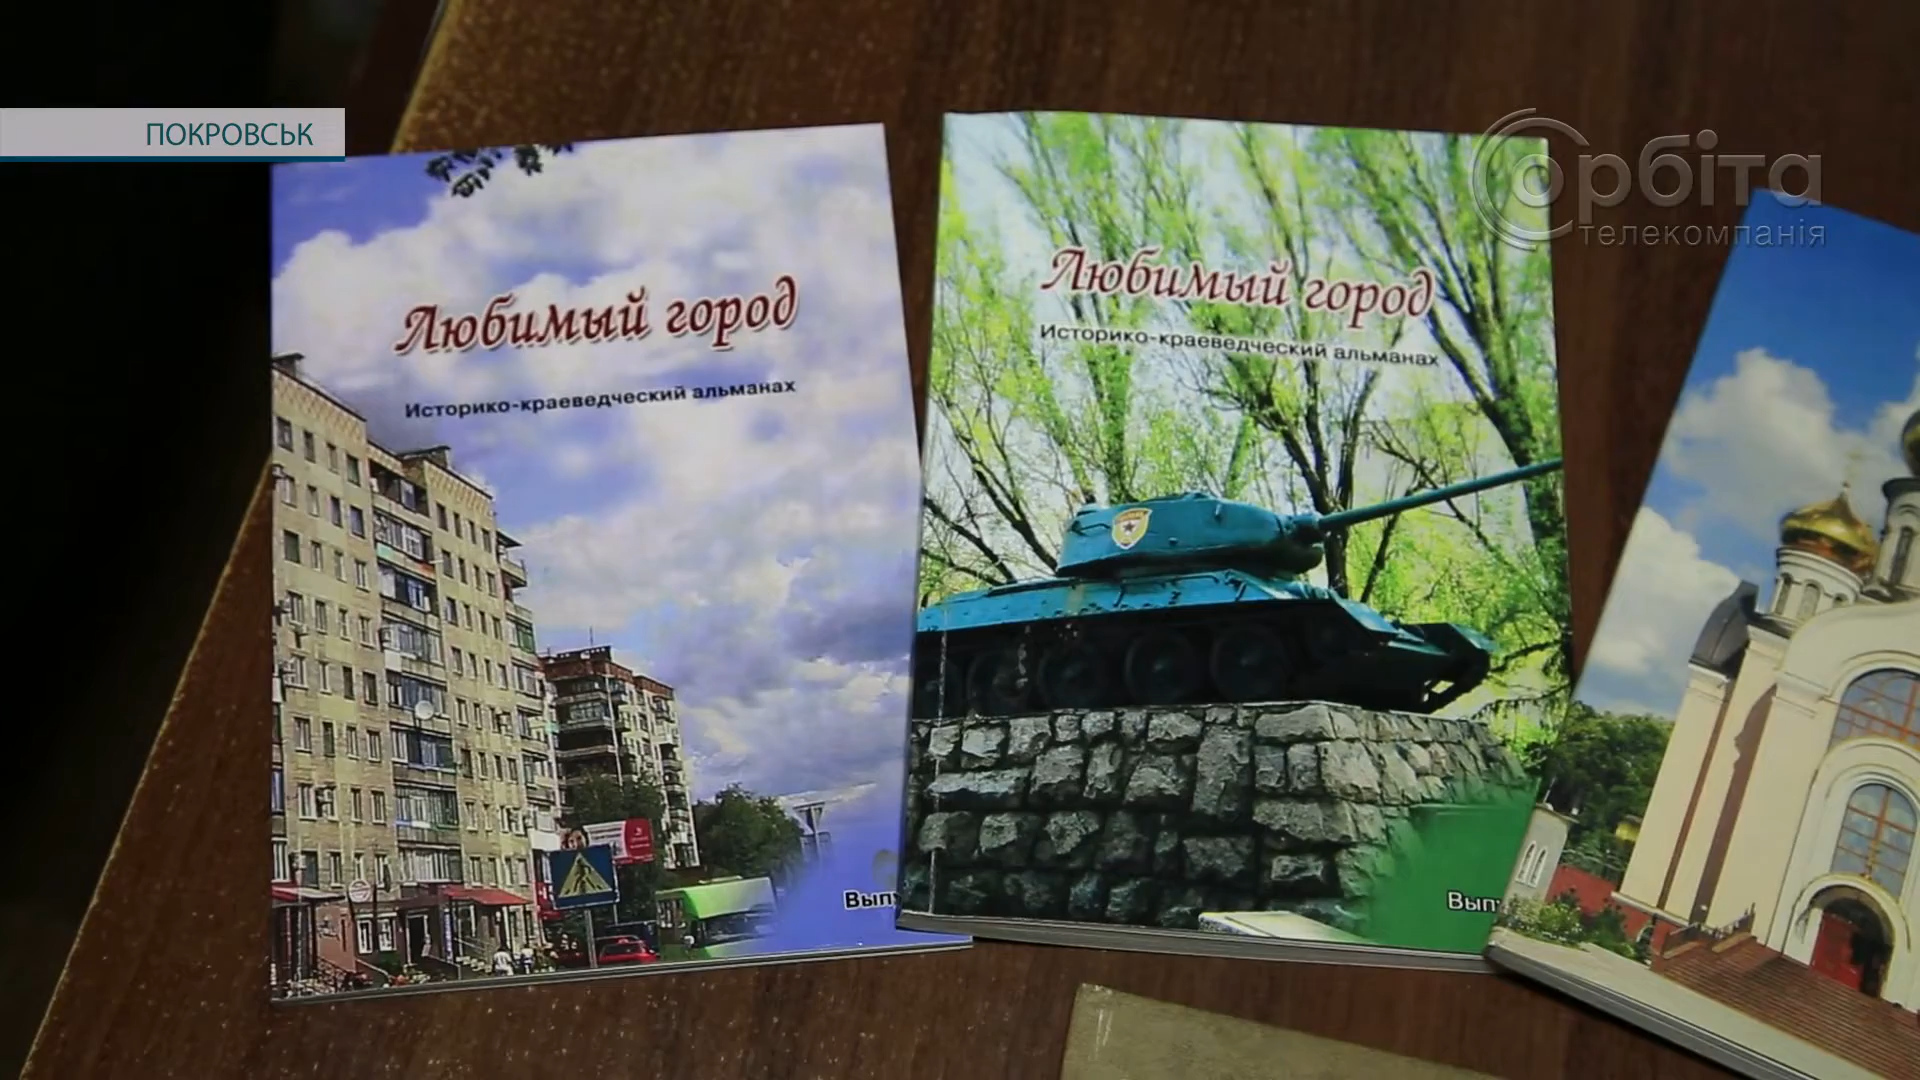 ПОКРОВСЬК
орбіта
телекомпанія
Любимый город
Историко-краеведческий альманах
Любимый город
Историко-краеведческий альманах